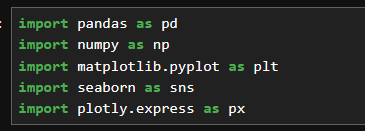 import pandas as pd
import numpy as np
import matplotlib.pyplot as plt
import seaborn as sns
import plotly.express as px